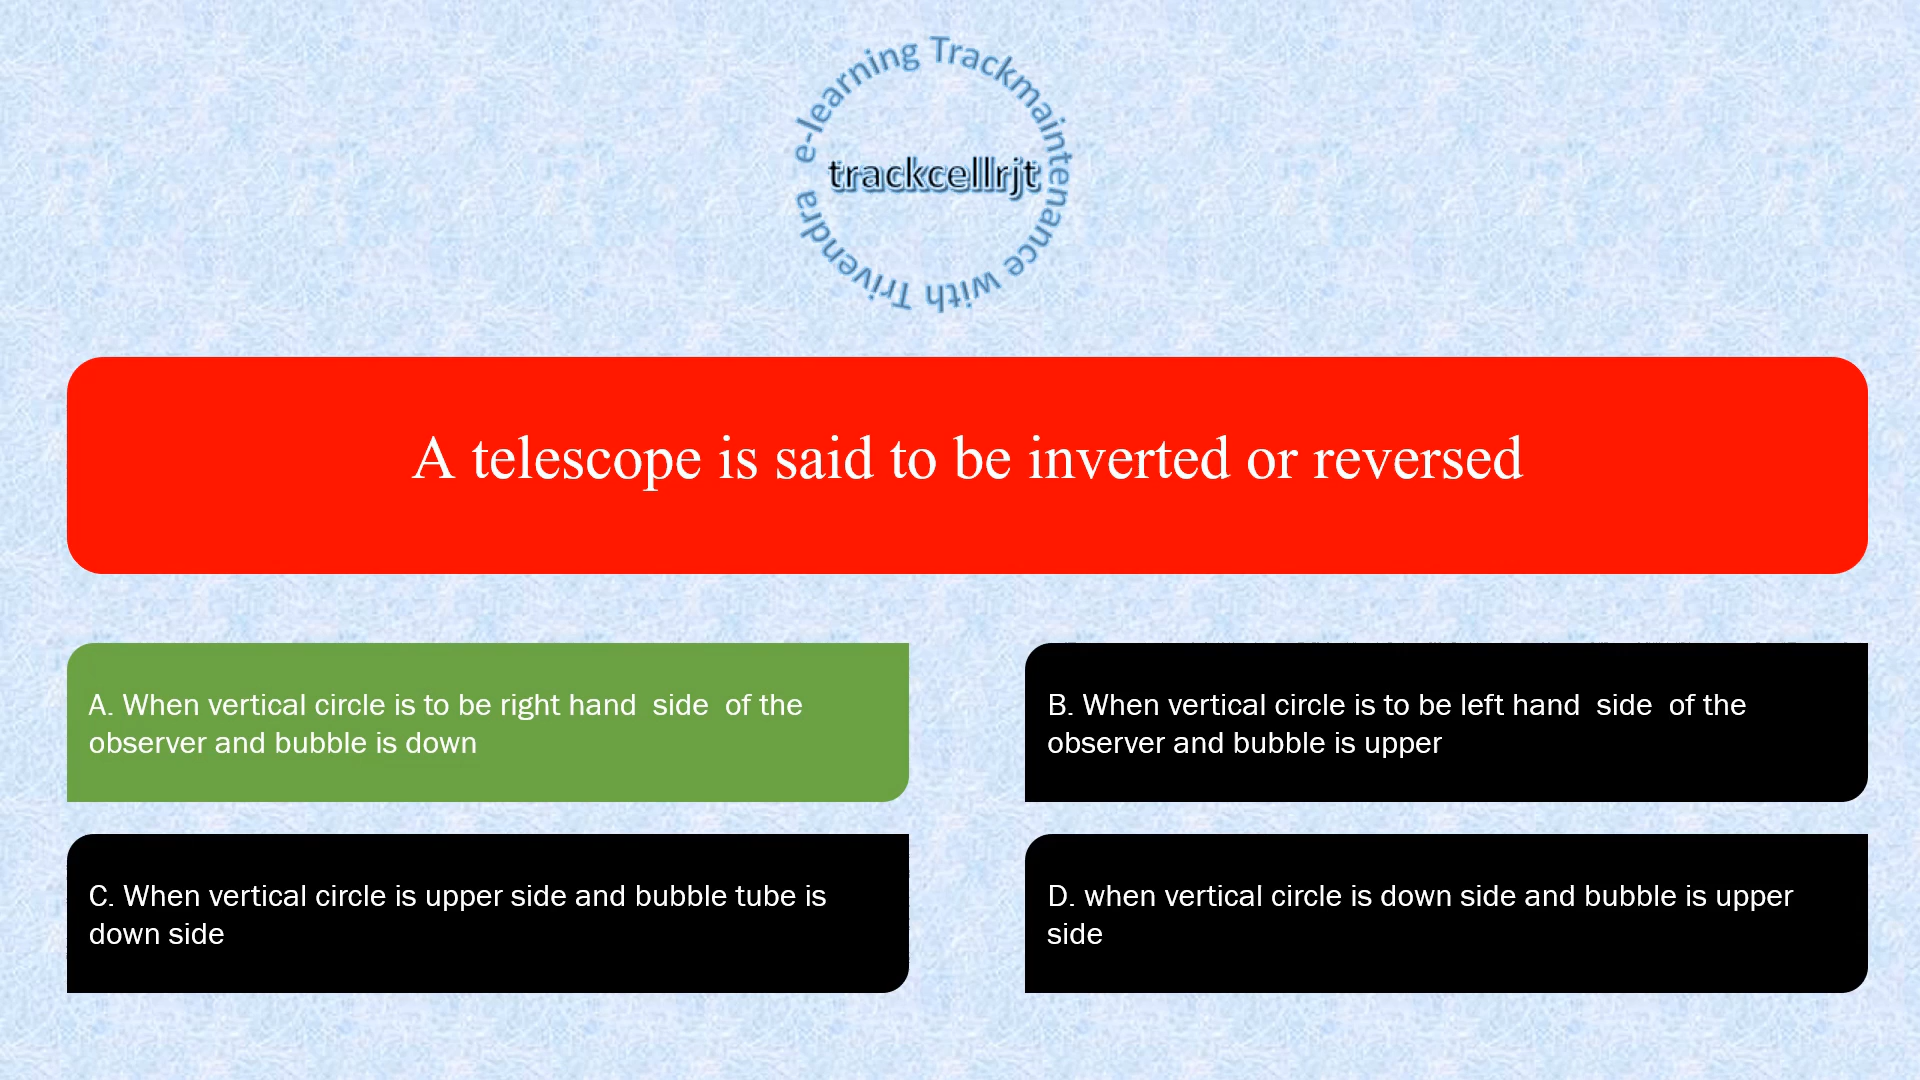 e-learning Trackmaintenance with Trivendra
trackcellrjt
A telescope is said to be inverted or reversed
A. When vertical circle is to be right hand  side  of the
observer and bubble is down
B. When vertical circle is to be left hand  side  of the
observer and bubble is upper
C. When vertical circle is upper side and bubble tube is
down side
D. when vertical circle is down side and bubble is upper
side